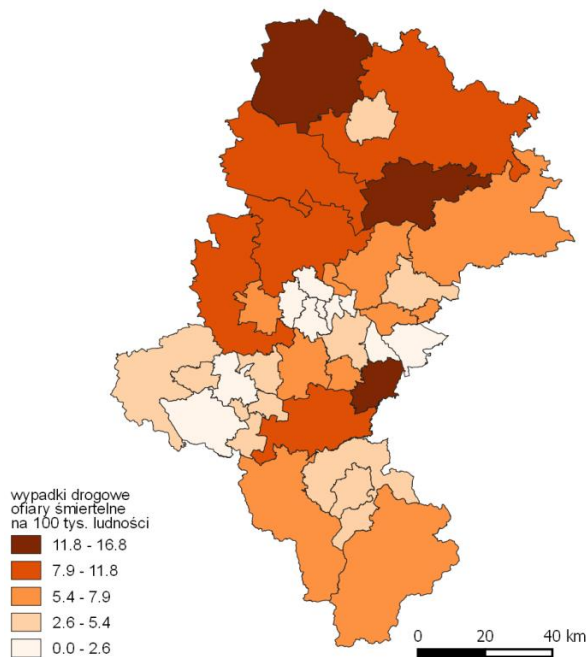 wypadki drogowe
ofiary śmiertelne
na 100 tys. ludności
11.8 - 16.8
7.9 - 11.8
5.4 - 7.9
2.6 - 5.4
0.0 - 2.6
0 20 40 km